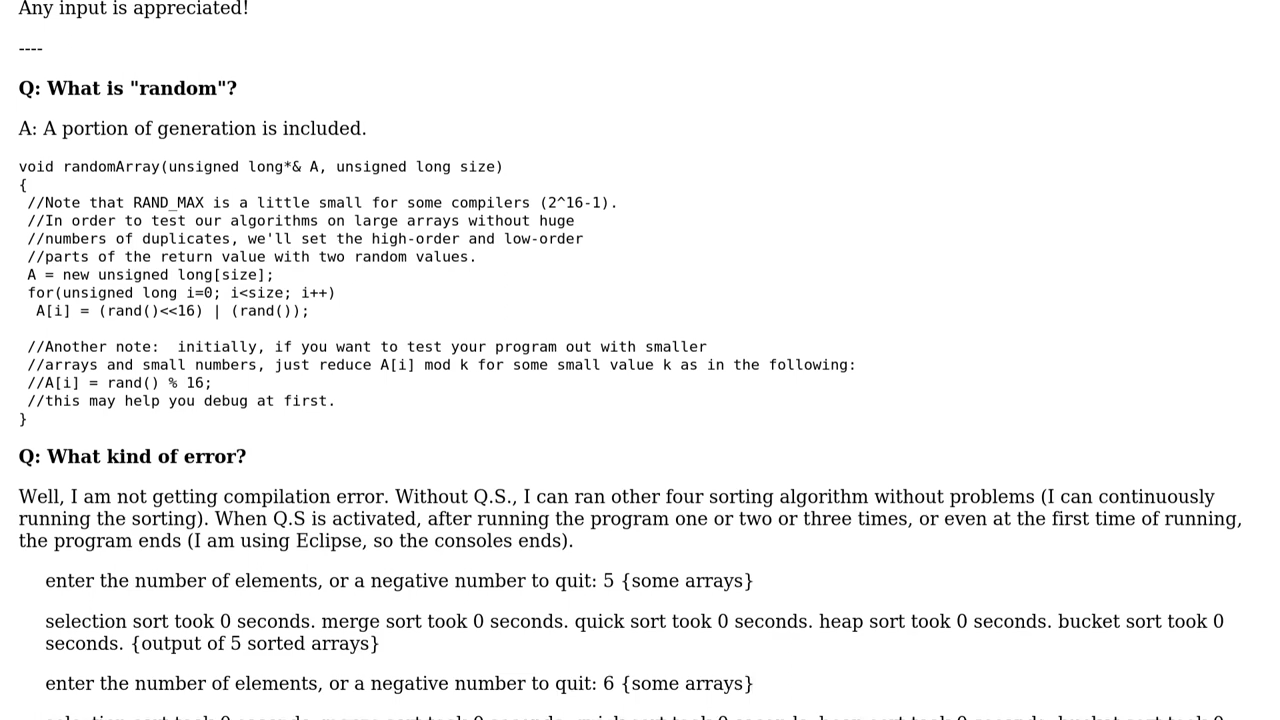 Any input is appreciated!
----
Q: What is "random"?
A: A portion of generation is included.
void randomArray(unsigned long*& A, unsigned long size)
{
 //Note that RAND_MAX is a little small for some compilers (2^16-1).
 //In order to test our algorithms on large arrays without huge
 //numbers of duplicates, we'll set the high-order and low-order
 //parts of the return value with two random values.
 A = new unsigned long[size];
 for(unsigned long i=0; i<size; i++)
  A[i] = (rand()<<16) | (rand());
 //Another note:  initially, if you want to test your program out with smaller
 //arrays and small numbers, just reduce A[i] mod k for some small value k as in the following:
 //A[i] = rand() % 16;
 //this may help you debug at first.
}
Q: What kind of error?
Well, I am not getting compilation error. Without Q.S., I can ran other four sorting algorithm without problems (I can continuously
running the sorting). When Q.S is activated, after running the program one or two or three times, or even at the first time of running,
the program ends (I am using Eclipse, so the consoles ends).
enter the number of elements, or a negative number to quit: 5 {some arrays}
selection sort took 0 seconds. merge sort took 0 seconds. quick sort took 0 seconds. heap sort took 0 seconds. bucket sort took 0
seconds. {output of 5 sorted arrays}
enter the number of elements, or a negative number to quit: 6 {some arrays}